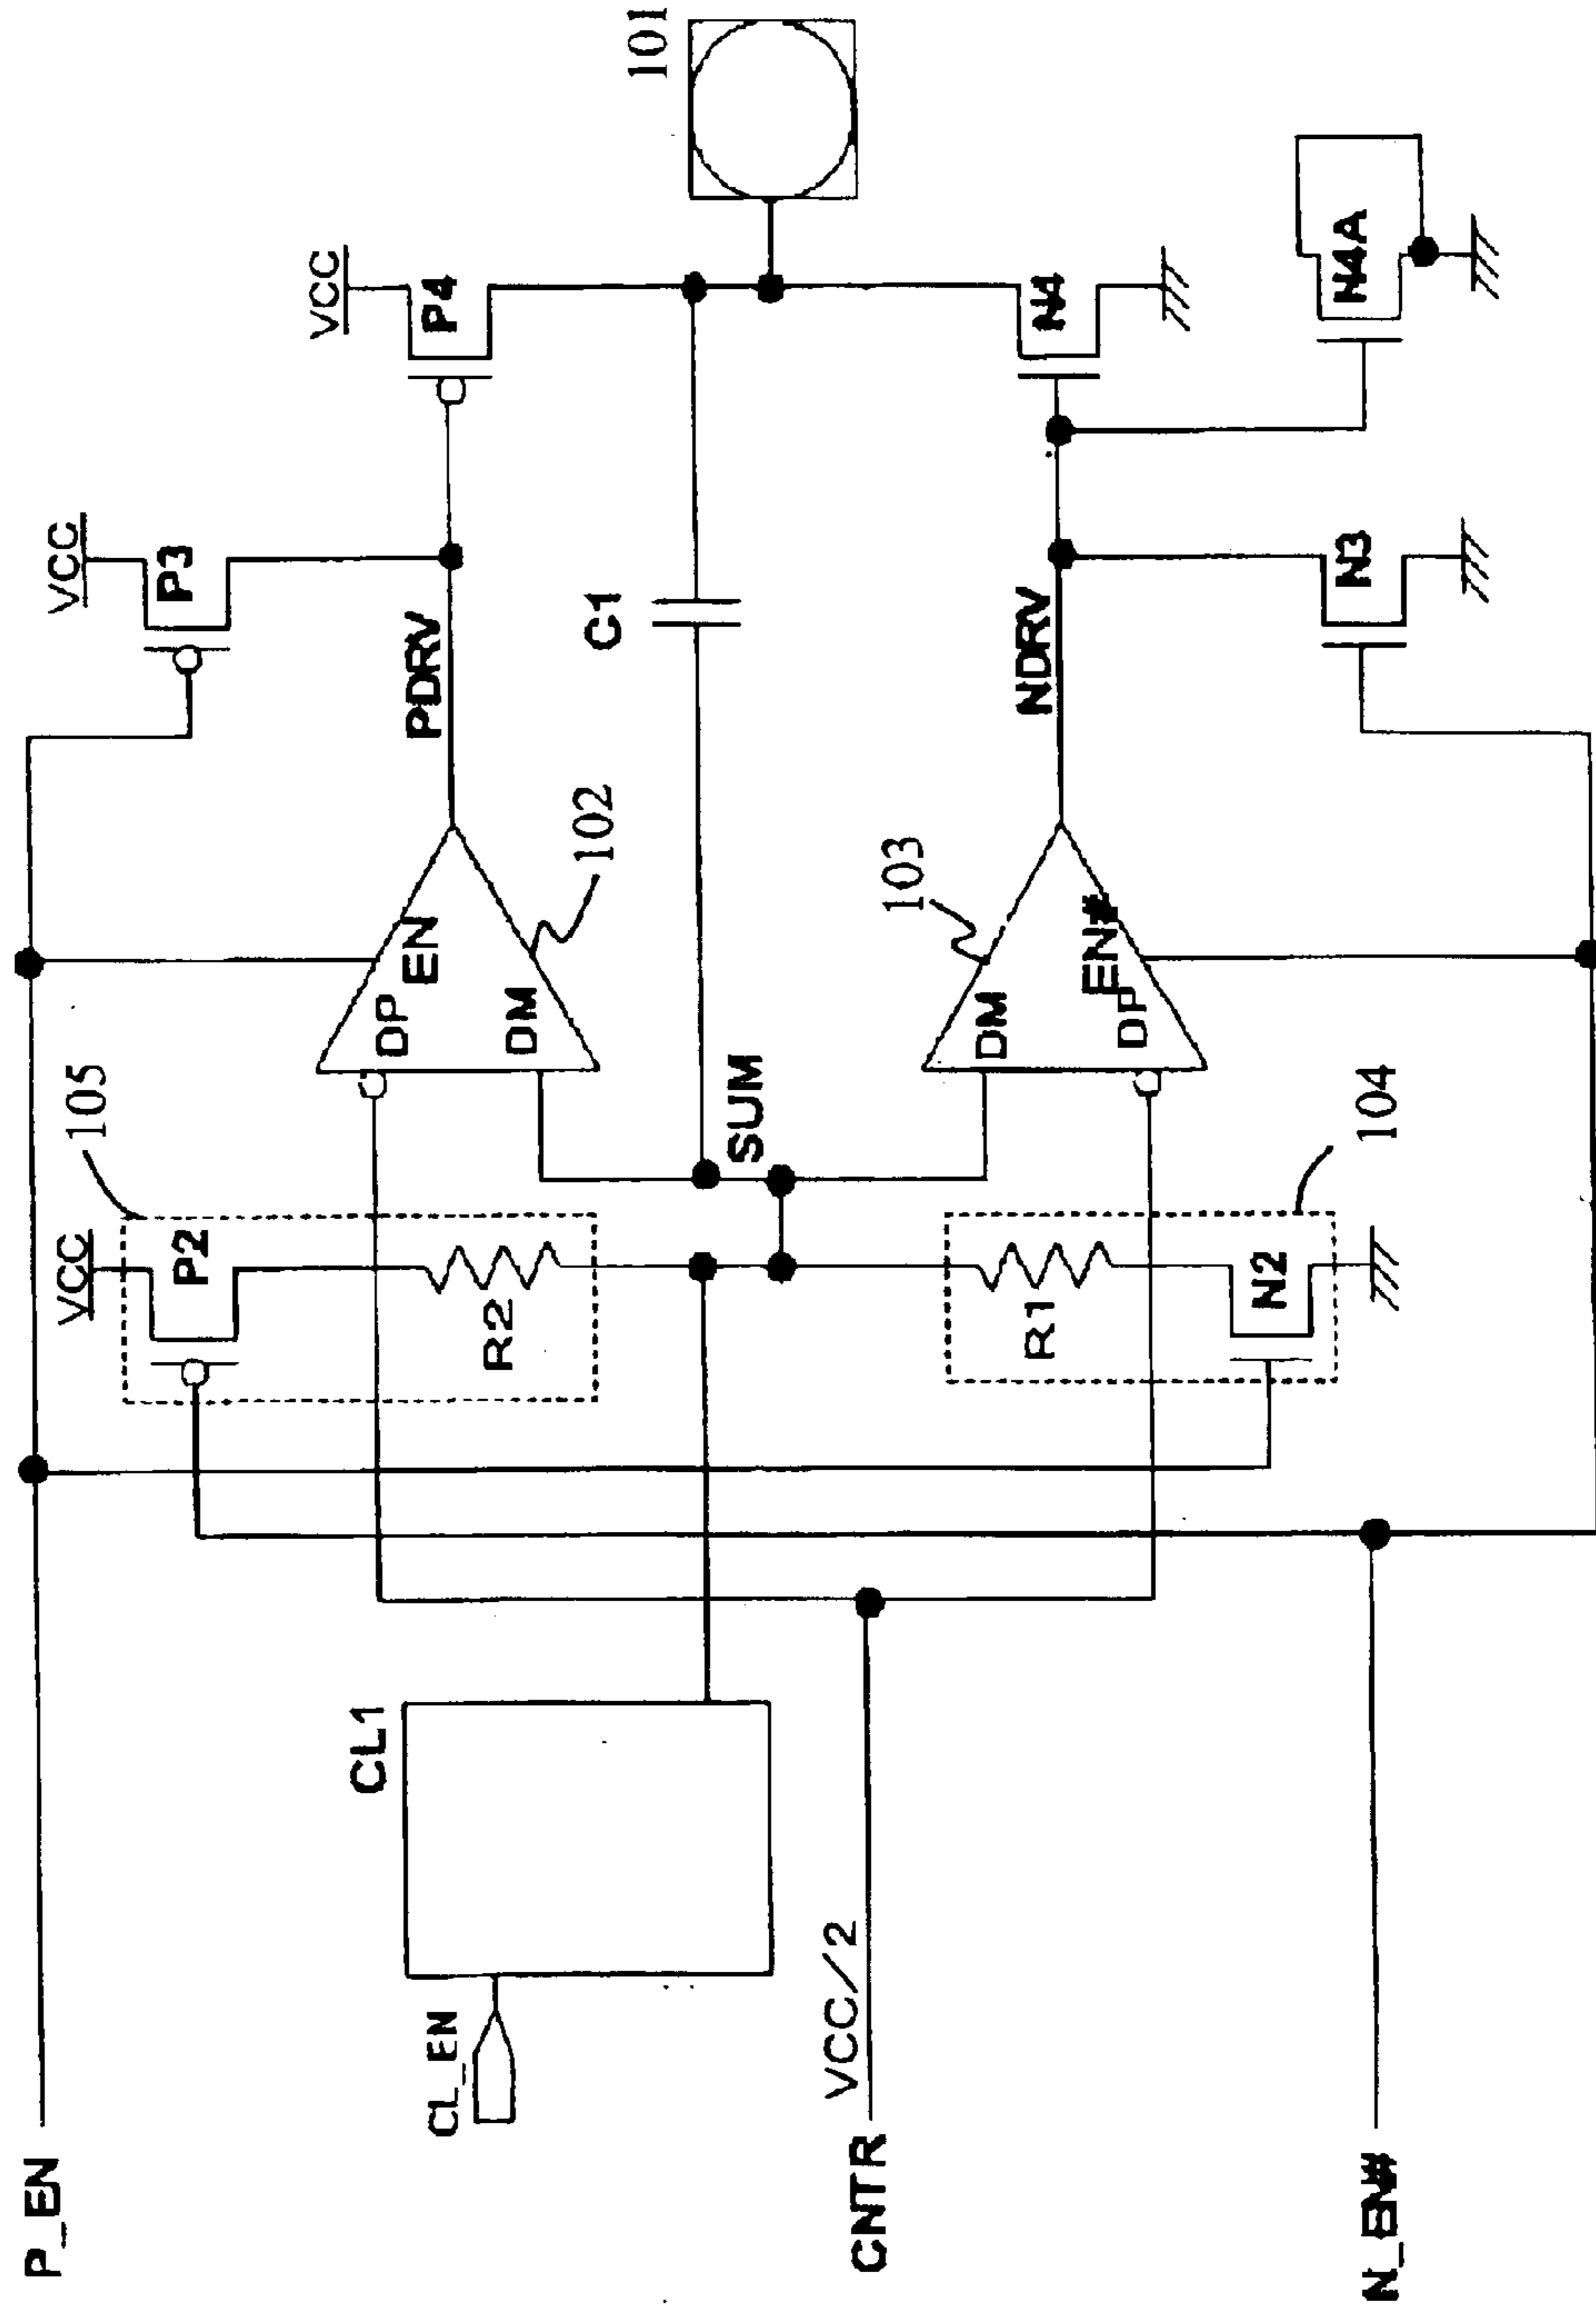 VCC
P3
VCC
P4
101
P_EN
105
VCC
P2
R2
EN
DP
DM
102
PDRV
C1
CL1
CL_EN
SUM
VCC/2
CNTR
103
DM
EN#
DP
NDRV
N4
R1
N2
104
N3
N4A
N_EN#